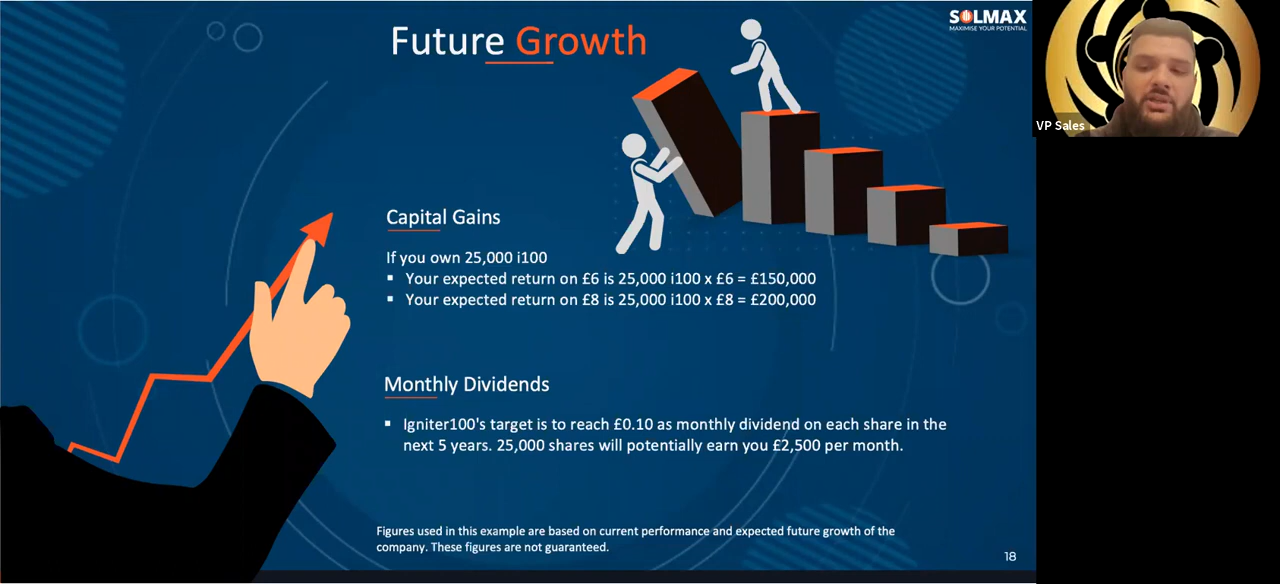 Future Growth
SOLMAX
MAXIMISE YOUR POTENTIAL
VP Sales
Capital Gains
If you own 25,000 i100
▪ Your expected return on £6 is 25,000 i100 x £6 = £150,000
▪ Your expected return on £8 is 25,000 i100 x £8 = £200,000
Monthly Dividends
▪ Igniter100's target is to reach £0.10 as monthly dividend on each share in the
next 5 years. 25,000 shares will potentially earn you £2,500 per month.
Figures used in this example are based on current performance and expected future growth of the
company. These figures are not guaranteed.
18